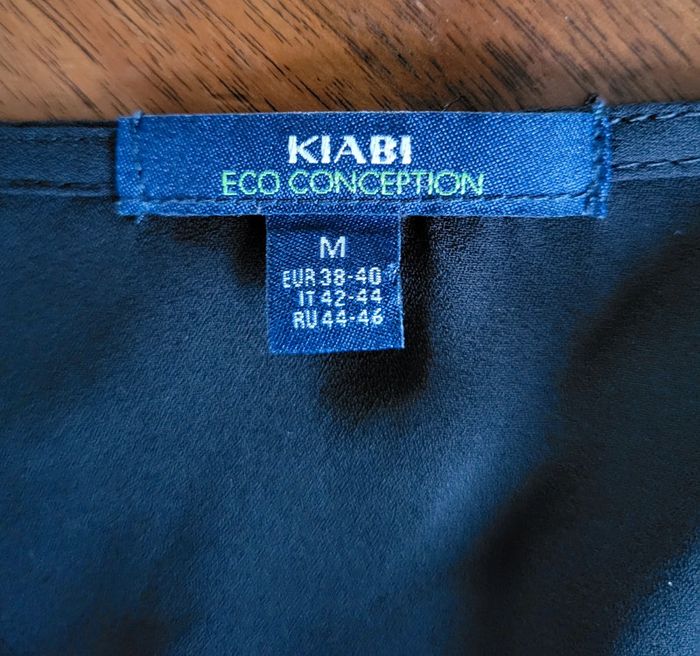 KIABI
ECO CONCEPTION
M
EUR 38-40
IT 42-44
RU 44-46